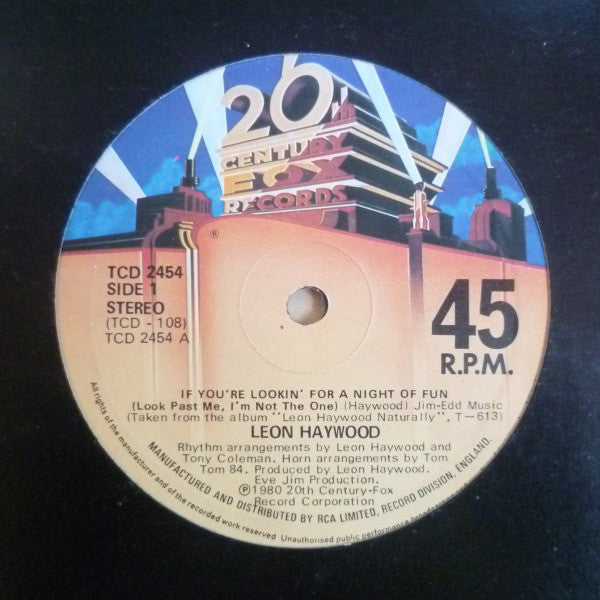 20th
CENTURY
FOX
RECORDS
®
TCD 2454
SIDE 1
STEREO
(TCD - 108)
TCD 2454 A
45
R.P.M.
IF YOU'RE LOOKIN' FOR A NIGHT OF FUN
(Look Past Me, I'm Not The One) (Haywood) Jim-Edd Music
(Taken from the album "Leon Haywood Naturally", T-613)
LEON HAYWOOD
Rhythm arrangements by Leon Haywood and
Tony Coleman. Horn arrangements by Tom
Tom 84. Produced by Leon Haywood.
Eve Jim Production.
℗1980 20th Century-Fox
Record Corporation
MANUFACTURED AND DISTRIBUTED BY RCA LIMITED, RECORD DIVISION, ENGLAND.
All rights of the manufacturer and of the owner of the recorded work reserved Unauthorised public performance broadcasting